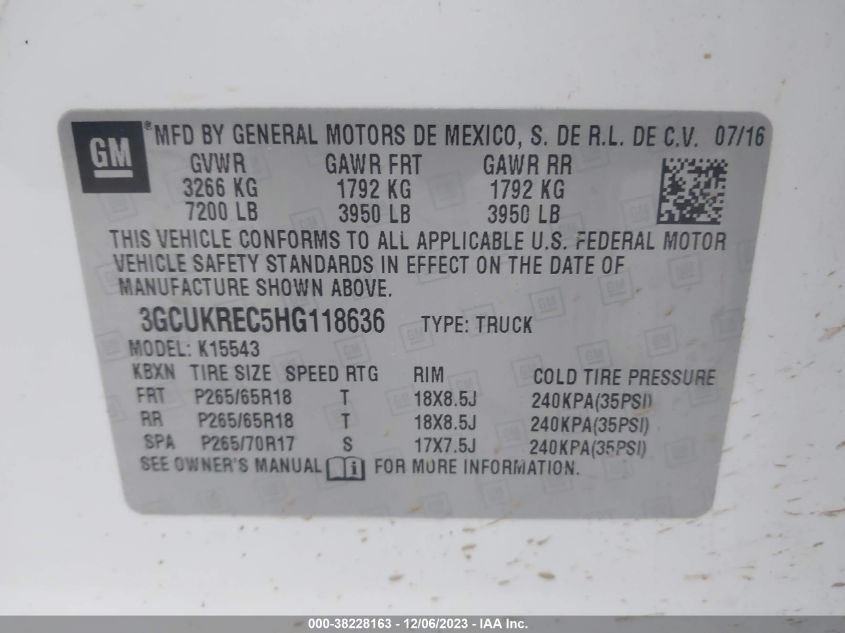 GM ® MFD BY GENERAL MOTORS DE MEXICO, S. DE R.L. DE C.V. 07/16
GVWR GAWR FRT GAWR RR
3266 KG 1792 KG 1792 KG
7200 LB 3950 LB 3950 LB
THIS VEHICLE CONFORMS TO ALL APPLICABLE U.S. FEDERAL MOTOR
VEHICLE SAFETY STANDARDS IN EFFECT ON THE DATE OF
MANUFACTURE SHOWN ABOVE.
3GCUKREC5HG118636 TYPE: TRUCK
MODEL: K15543
KBXN TIRE SIZE SPEED RTG RIM COLD TIRE PRESSURE
FRT P265/65R18 T 18X8.5J 240KPA(35PSI)
RR P265/65R18 T 18X8.5J 240KPA(35PSI)
SPA P265/70R17 S 17X7.5J 240KPA(35PSI)
SEE OWNER'S MANUAL FOR MORE INFORMATION.
000-38228163 - 12/06/2023 - IAA Inc.